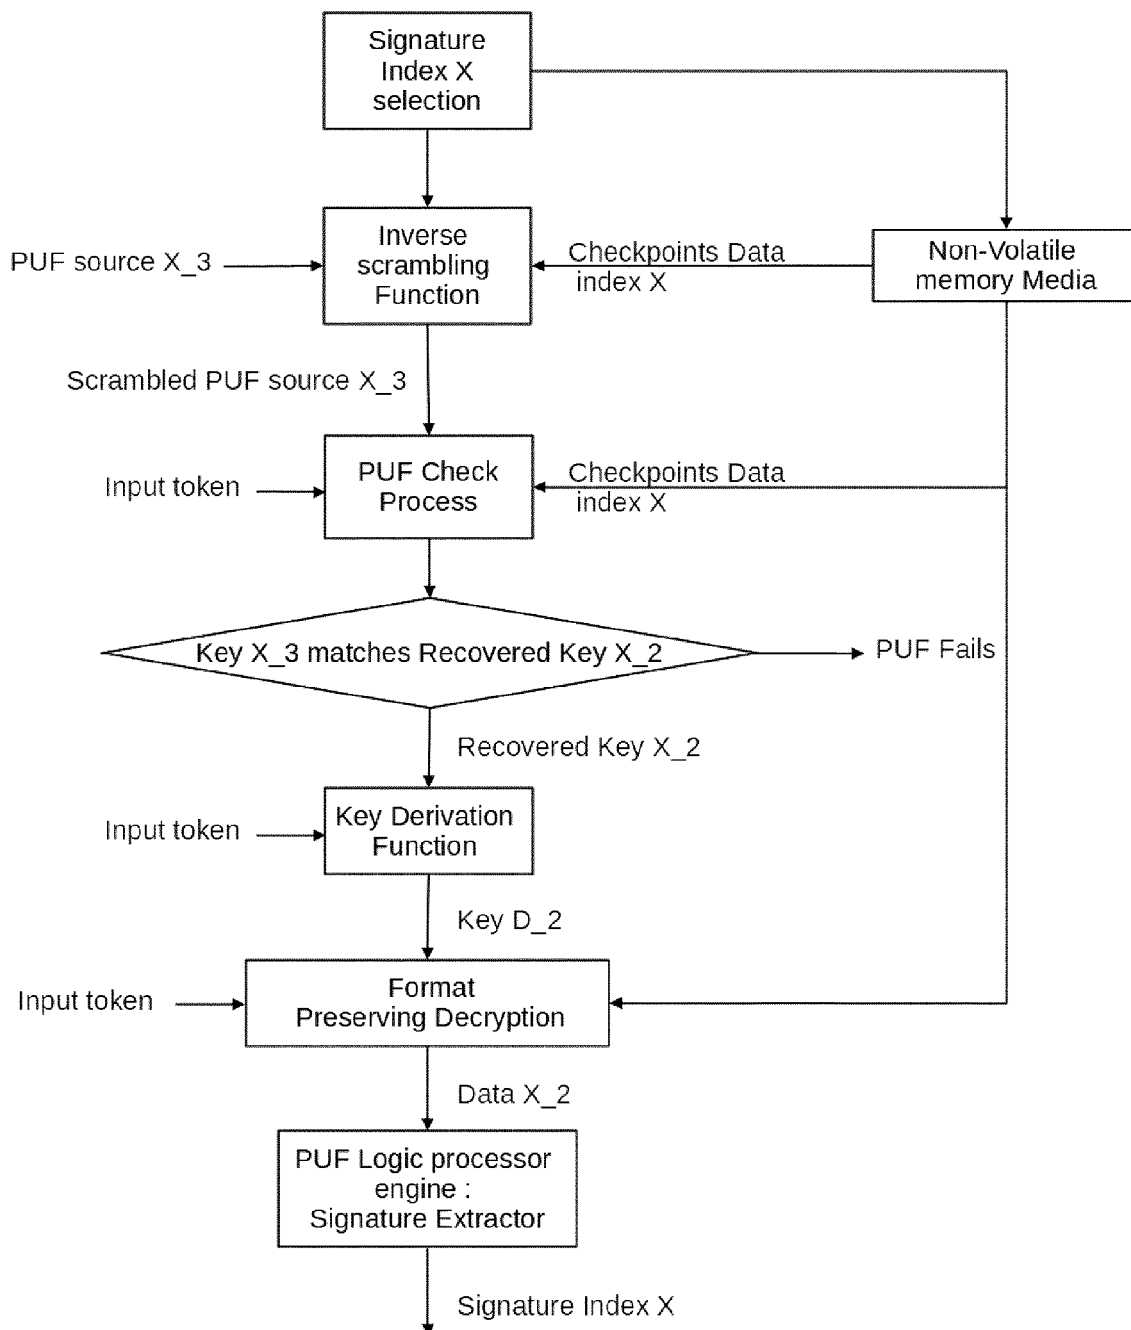 Signature
Index X
selection
Inverse
scrambling
Function
PUF source X_3
Checkpoints Data
index X
Non-Volatile
memory Media
Scrambled PUF source X_3
PUF Check
Process
Input token
Checkpoints Data
index X
Key X_3 matches Recovered Key X_2
PUF Fails
Recovered Key X_2
Input token
Key Derivation
Function
Key D_2
Input token
Format
Preserving Decryption
Data X_2
PUF Logic processor
engine :
Signature Extractor
Signature Index X